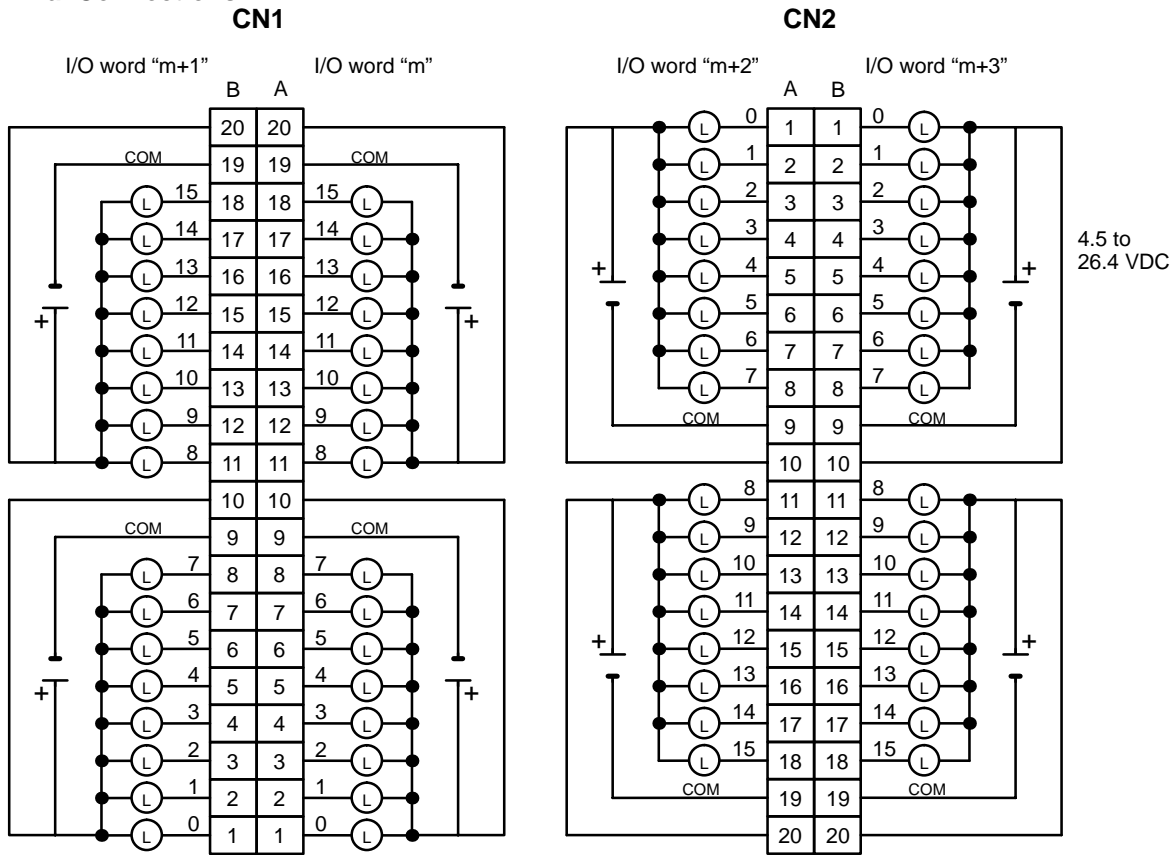 CN1 CN2
I/O word “m+1” I/O word “m” I/O word “m+2” I/O word “m+3”
B A A B
20 20 L 0 1 1 0 L
COM 19 19 COM L 1 2 2 1 L
L 15 18 18 15 L L 2 3 3 2 L
L 14 17 17 14 L L 3 4 4 3 L 4.5 to
L 13 16 16 13 L + L 4 5 5 4 L + 26.4 VDC
+ L 12 15 15 12 L + L 5 6 6 5 L
L 11 14 14 11 L L 6 7 7 6 L
L 10 13 13 10 L L 7 8 8 7 L
L 9 12 12 9 L COM 9 9 COM
L 8 11 11 8 L 10 10
10 10 L 8 11 11 8 L
COM 9 9 COM L 9 12 12 9 L
L 7 8 8 7 L L 10 13 13 10 L
L 6 7 7 6 L L 11 14 14 11 L
L 5 6 6 5 L + L 12 15 15 12 L +
+ L 4 5 5 4 L + L 13 16 16 13 L
L 3 4 4 3 L L 14 17 17 14 L
L 2 3 3 2 L L 15 18 18 15 L
L 1 2 2 1 L COM 19 19 COM
L 0 1 1 0 L 20 20